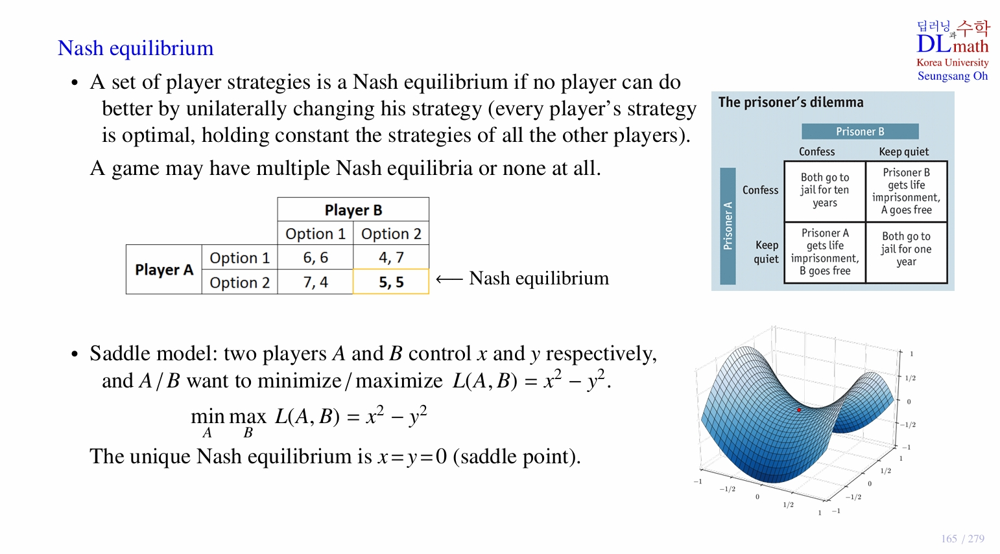 Nash equilibrium
딥러닝과 수학
DL math
Korea University
Seungsang Oh
• A set of player strategies is a Nash equilibrium if no player can do
better by unilaterally changing his strategy (every player's strategy
is optimal, holding constant the strategies of all the other players).
A game may have multiple Nash equilibria or none at all.
Player B
Option 1 Option 2
Player A
Option 1 6, 6 4, 7
Option 2 7, 4 5, 5
⟵ Nash equilibrium
The prisoner's dilemma
Prisoner B
Confess Keep quiet
Prisoner A
Confess
Both go to
jail for ten
years
Prisoner B
gets life
imprisonment,
A goes free
Keep
quiet
Prisoner A
gets life
imprisonment,
B goes free
Both go to
jail for one
year
• Saddle model: two players A and B control x and y respectively,
and A/B want to minimize/maximize L(A, B) = x² − y².
min max L(A, B) = x² − y²
A B
The unique Nash equilibrium is x=y=0 (saddle point).
1
1/2
0
−1/2
−1
−1
−1/2
0
1/2
1
1
1/2
0
−1/2
−1
165 / 279